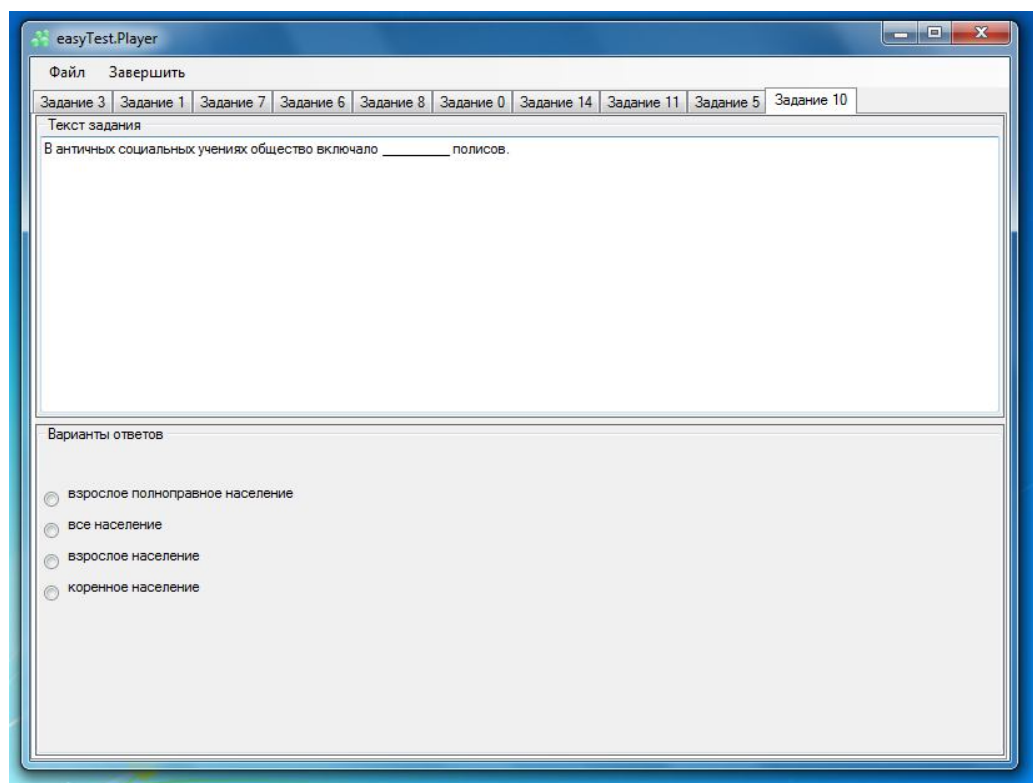 easyTest.Player
Файл Завершить
Задание 3 Задание 1 Задание 7 Задание 6 Задание 8 Задание 0 Задание 14 Задание 11 Задание 5 Задание 10
Текст задания
В античных социальных учениях общество включало _________ полисов.
Варианты ответов
взрослое полноправное население
все население
взрослое население
коренное население